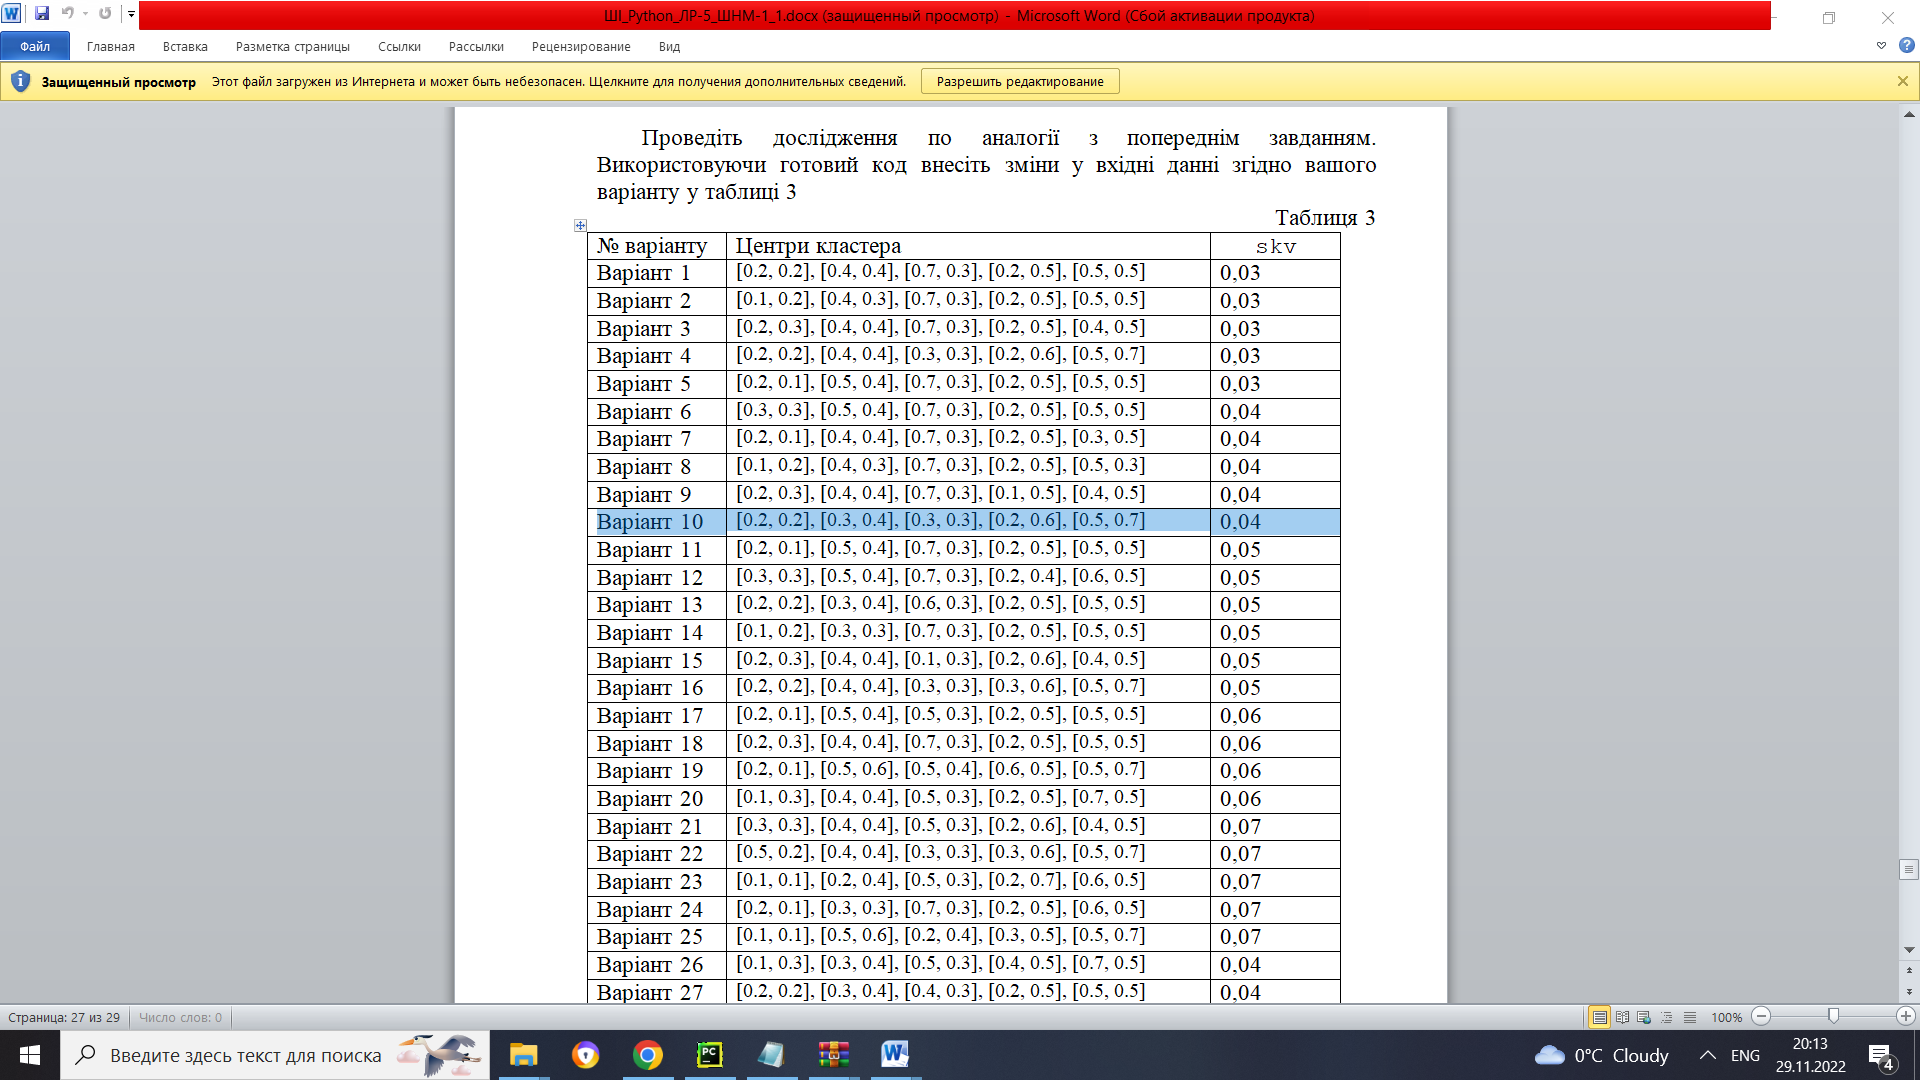 ШІ_Python_ЛР-5_ШНМ-1_1.docx (защищенный просмотр) - Microsoft Word (Сбой активации продукта)
Файл Главная Вставка Разметка страницы Ссылки Рассылки Рецензирование Вид
Защищенный просмотр Этот файл загружен из Интернета и может быть небезопасен. Щелкните для получения дополнительных сведений. Разрешить редактирование
Проведіть дослідження по аналогії з попереднім завданням.
Використовуючи готовий код внесіть зміни у вхідні данні згідно вашого
варіанту у таблиці 3
Таблиця 3
№ варіанту Центри кластера skv
Варіант 1 [0.2, 0.2], [0.4, 0.4], [0.7, 0.3], [0.2, 0.5], [0.5, 0.5] 0,03
Варіант 2 [0.1, 0.2], [0.4, 0.3], [0.7, 0.3], [0.2, 0.5], [0.5, 0.5] 0,03
Варіант 3 [0.2, 0.3], [0.4, 0.4], [0.7, 0.3], [0.2, 0.5], [0.4, 0.5] 0,03
Варіант 4 [0.2, 0.2], [0.4, 0.4], [0.3, 0.3], [0.2, 0.6], [0.5, 0.7] 0,03
Варіант 5 [0.2, 0.1], [0.5, 0.4], [0.7, 0.3], [0.2, 0.5], [0.5, 0.5] 0,03
Варіант 6 [0.3, 0.3], [0.5, 0.4], [0.7, 0.3], [0.2, 0.5], [0.5, 0.5] 0,04
Варіант 7 [0.2, 0.1], [0.4, 0.4], [0.7, 0.3], [0.2, 0.5], [0.3, 0.5] 0,04
Варіант 8 [0.1, 0.2], [0.4, 0.3], [0.7, 0.3], [0.2, 0.5], [0.5, 0.3] 0,04
Варіант 9 [0.2, 0.3], [0.4, 0.4], [0.7, 0.3], [0.1, 0.5], [0.4, 0.5] 0,04
Варіант 10 [0.2, 0.2], [0.3, 0.4], [0.3, 0.3], [0.2, 0.6], [0.5, 0.7] 0,04
Варіант 11 [0.2, 0.1], [0.5, 0.4], [0.7, 0.3], [0.2, 0.5], [0.5, 0.5] 0,05
Варіант 12 [0.3, 0.3], [0.5, 0.4], [0.7, 0.3], [0.2, 0.4], [0.6, 0.5] 0,05
Варіант 13 [0.2, 0.2], [0.3, 0.4], [0.6, 0.3], [0.2, 0.5], [0.5, 0.5] 0,05
Варіант 14 [0.1, 0.2], [0.3, 0.3], [0.7, 0.3], [0.2, 0.5], [0.5, 0.5] 0,05
Варіант 15 [0.2, 0.3], [0.4, 0.4], [0.1, 0.3], [0.2, 0.6], [0.4, 0.5] 0,05
Варіант 16 [0.2, 0.2], [0.4, 0.4], [0.3, 0.3], [0.3, 0.6], [0.5, 0.7] 0,05
Варіант 17 [0.2, 0.1], [0.5, 0.4], [0.5, 0.3], [0.2, 0.5], [0.5, 0.5] 0,06
Варіант 18 [0.2, 0.3], [0.4, 0.4], [0.7, 0.3], [0.2, 0.5], [0.5, 0.5] 0,06
Варіант 19 [0.2, 0.1], [0.5, 0.6], [0.5, 0.4], [0.6, 0.5], [0.5, 0.7] 0,06
Варіант 20 [0.1, 0.3], [0.4, 0.4], [0.5, 0.3], [0.2, 0.5], [0.7, 0.5] 0,06
Варіант 21 [0.3, 0.3], [0.4, 0.4], [0.5, 0.3], [0.2, 0.6], [0.4, 0.5] 0,07
Варіант 22 [0.5, 0.2], [0.4, 0.4], [0.3, 0.3], [0.3, 0.6], [0.5, 0.7] 0,07
Варіант 23 [0.1, 0.1], [0.2, 0.4], [0.5, 0.3], [0.2, 0.7], [0.6, 0.5] 0,07
Варіант 24 [0.2, 0.1], [0.3, 0.3], [0.7, 0.3], [0.2, 0.5], [0.6, 0.5] 0,07
Варіант 25 [0.1, 0.1], [0.5, 0.6], [0.2, 0.4], [0.3, 0.5], [0.5, 0.7] 0,07
Варіант 26 [0.1, 0.3], [0.3, 0.4], [0.5, 0.3], [0.4, 0.5], [0.7, 0.5] 0,04
Варіант 27 [0.2, 0.2], [0.3, 0.4], [0.4, 0.3], [0.2, 0.5], [0.5, 0.5] 0,04
Страница: 27 из 29 Число слов: 0 100%
Введите здесь текст для поиска 0°C Cloudy ENG 20:13
29.11.2022 4